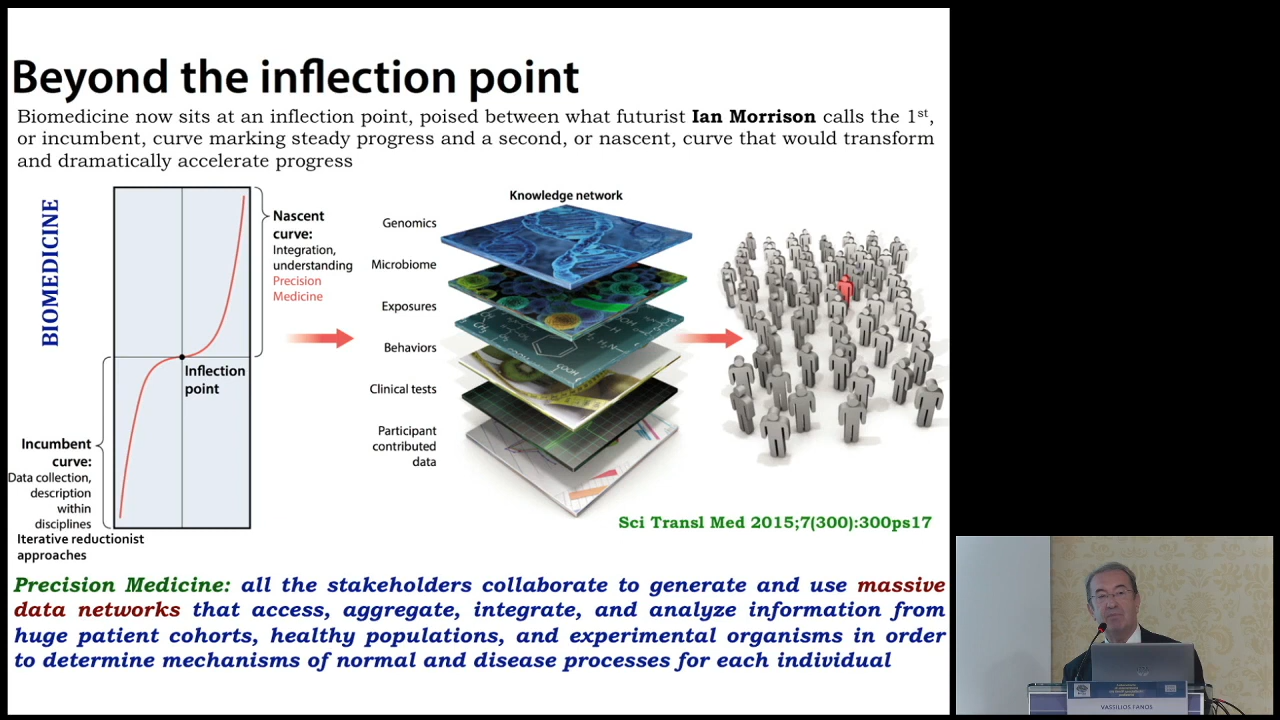 Beyond the inflection point
Biomedicine now sits at an inflection point, poised between what futurist Ian Morrison calls the 1st,
or incumbent, curve marking steady progress and a second, or nascent, curve that would transform
and dramatically accelerate progress
BIOMEDICINE
Nascent
curve:
Integration,
understanding
Precision
Medicine
Inflection
point
Incumbent
curve:
Data collection,
description
within
disciplines
Iterative reductionist
approaches
Knowledge network
Genomics
Microbiome
Exposures
Behaviors
Clinical tests
Participant
contributed
data
Sci Transl Med 2015;7(300):300ps17
Precision Medicine: all the stakeholders collaborate to generate and use massive
data networks that access, aggregate, integrate, and analyze information from
huge patient cohorts, healthy populations, and experimental organisms in order
to determine mechanisms of normal and disease processes for each individual
VASSILIOS FANOS